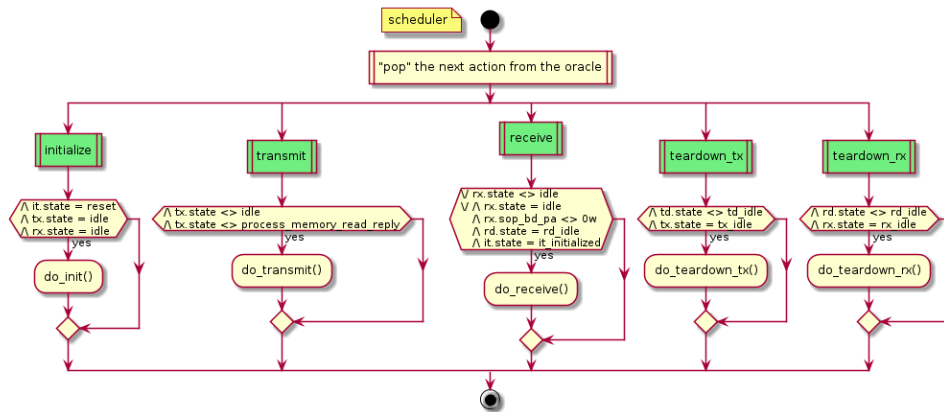 scheduler
"pop" the next action from the oracle
initialize
/\ it.state = reset
/\ tx.state = idle
/\ rx.state = idle
yes
do_init()
transmit
/\ tx.state <> idle
/\ tx.state <> process_memory_read_reply
yes
do_transmit()
receive
\/ rx.state <> idle
\/ /\ rx.state = idle
/\ rx.sop_bd_pa <> 0w
/\ rd.state = rd_idle
/\ it.state = it_initialized
yes
do_receive()
teardown_tx
/\ td.state <> td_idle
/\ tx.state = tx_idle
yes
do_teardown_tx()
teardown_rx
/\ rd.state <> rd_idle
/\ rx.state = rx_idle
yes
do_teardown_rx()